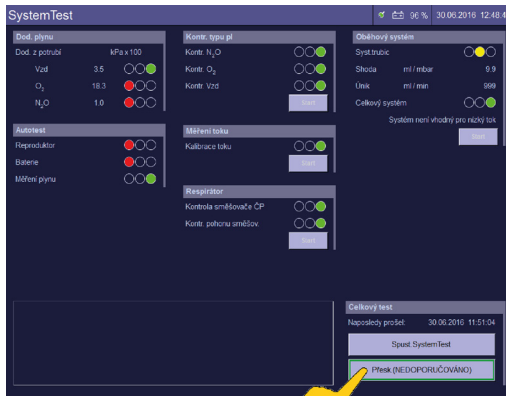 SystemTest
96 %
30.06.2016 12:48:4
Dod. plynu
Dod. z potrubí kPa x 100
Vzd 3.5
O₂ 18.3
N₂O 1.0
Autotest
Reproduktor
Baterie
Měření plynu
Kontr. typu pl
Kontr. N₂O
Kontr. O₂
Kontr. Vzd
Start
Měření toku
Kalibrace toku
Start
Respirátor
Kontrola směšovače ČP
Kontr. pohonu směšov.
Start
Oběhový systém
Syst.trubic
Shoda ml / mbar 9.9
Únik ml / min 999
Celkový systém
Systém není vhodný pro nízký tok
Start
Celkový test
Naposledy prošel: 30.06.2016 11:51:04
Spust.SystemTest
Přesk.(NEDOPORUČOVÁNO)